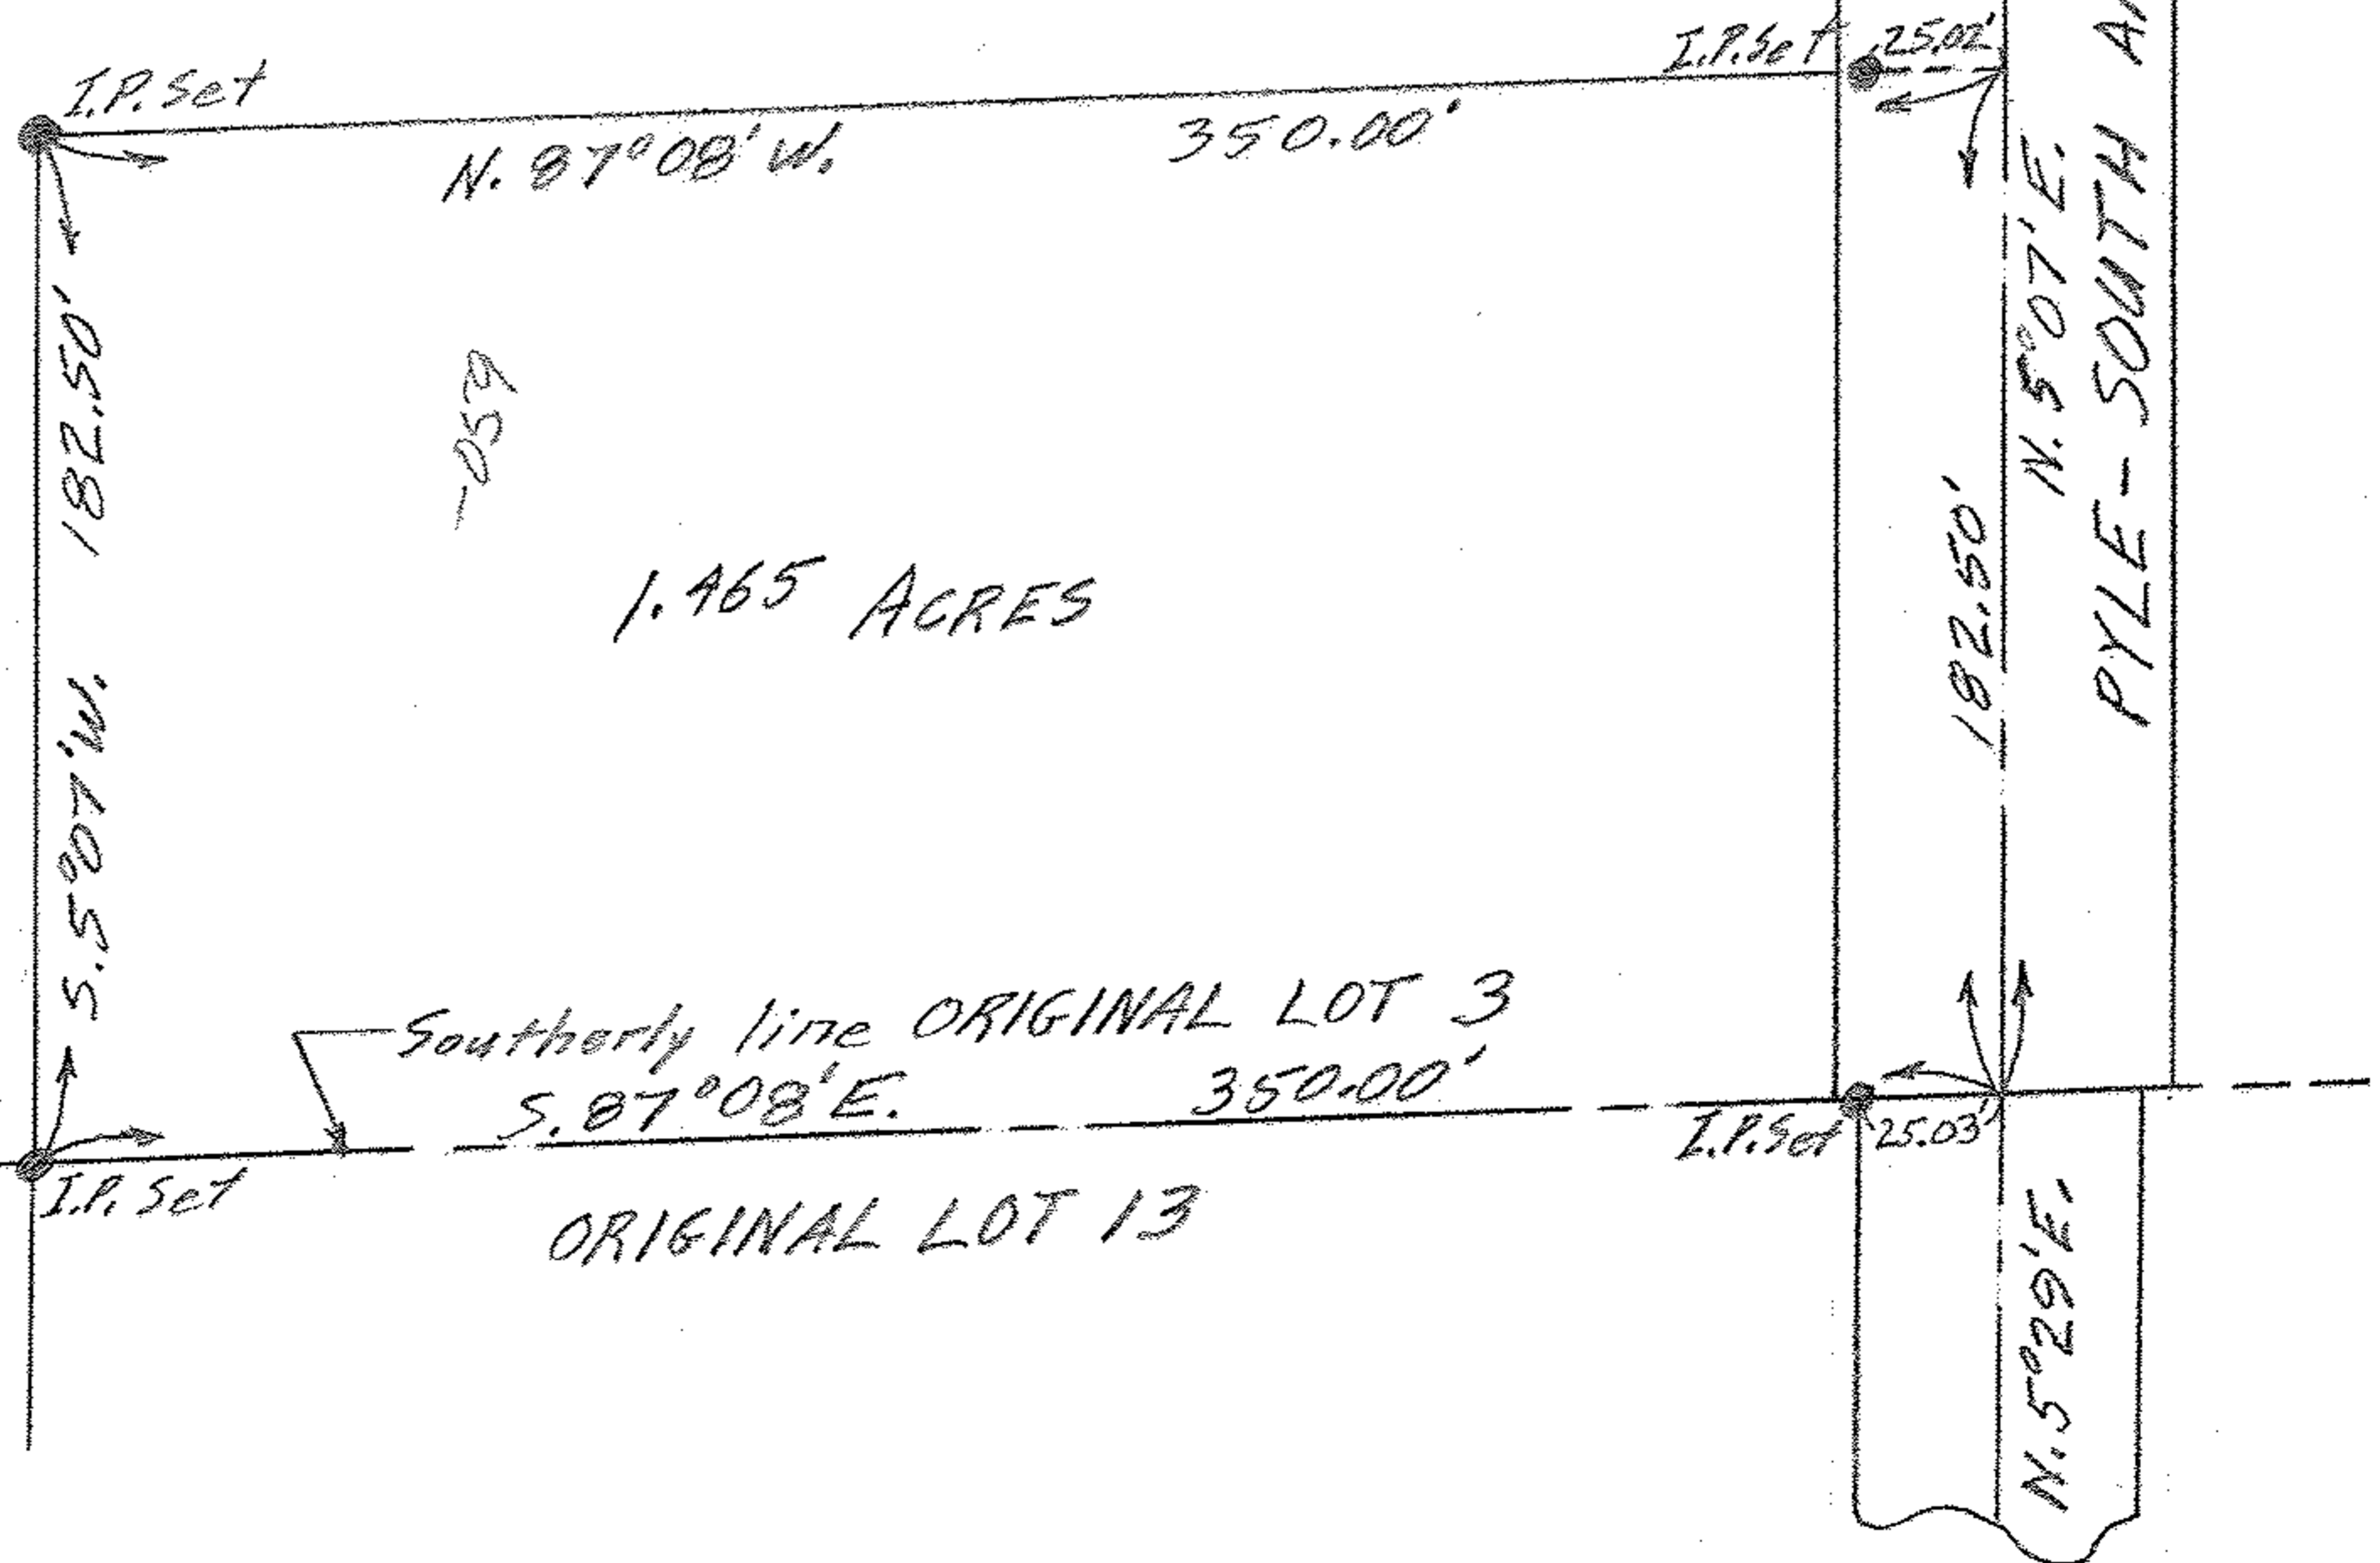 I.P. Set
I.P. Set
25.02'
N. 87°08' W. 350.00'
S. 5°07' W. 182.50'
-059
1.465 ACRES
182.50'
N. 5°07' E.
PYLE - SOUTH
Southerly line ORIGINAL LOT 3
S. 87°08' E. 350.00'
I.P. Set
I.P. Set
25.03'
ORIGINAL LOT 13
N. 5°29' E.